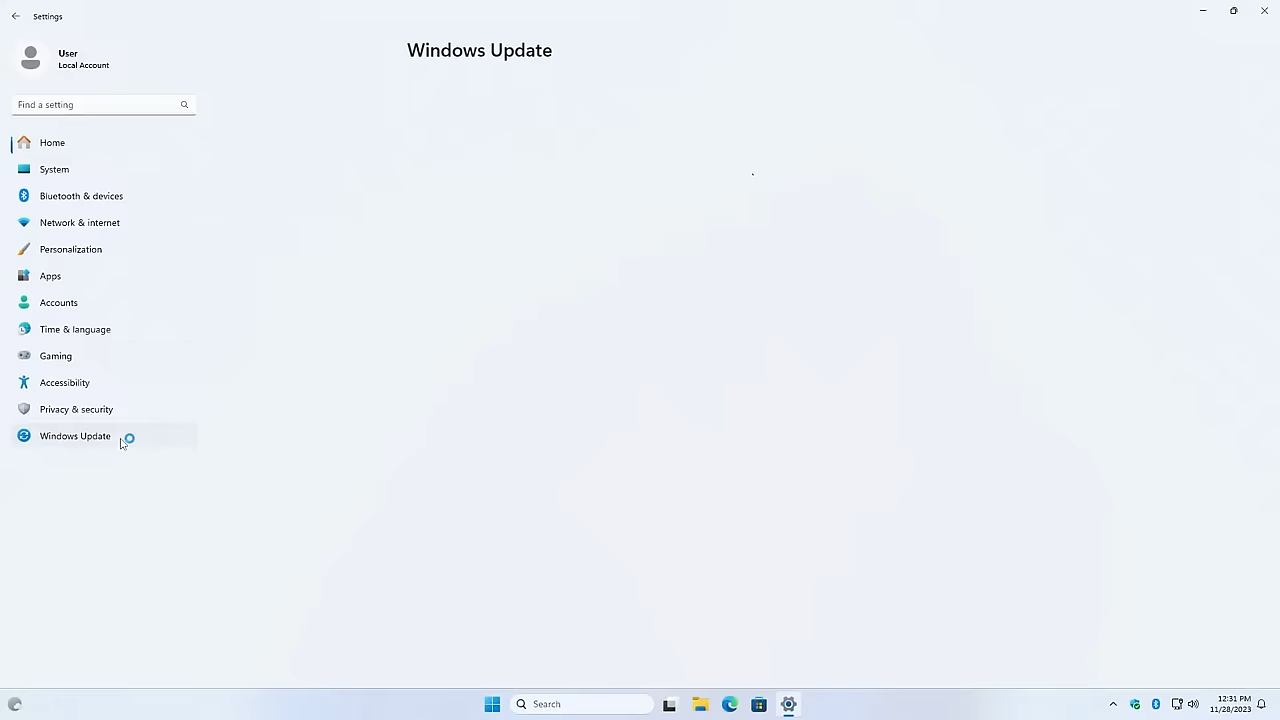 Settings
Windows Update
User
Local Account
Find a setting
Home
System
Bluetooth & devices
Network & internet
Personalization
Apps
Accounts
Time & language
Gaming
Accessibility
Privacy & security
Windows Update
Search
12:31 PM
11/28/2023